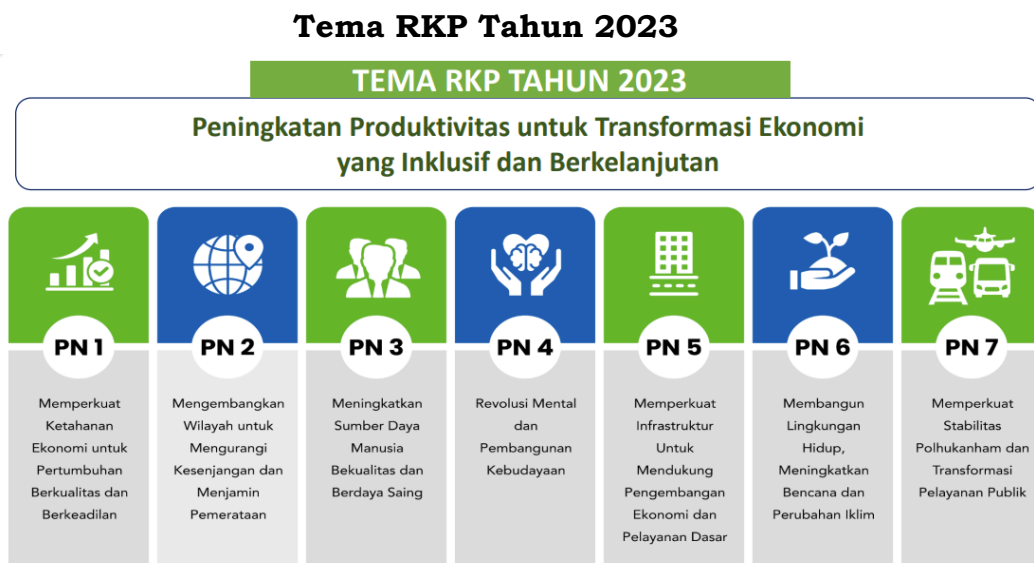 Tema RKP Tahun 2023
TEMA RKP TAHUN 2023
Peningkatan Produktivitas untuk Transformasi Ekonomi
yang Inklusif dan Berkelanjutan
PN 1
Memperkuat
Ketahanan
Ekonomi untuk
Pertumbuhan
Berkualitas dan
Berkeadilan
PN 2
Mengembangkan
Wilayah untuk
Mengurangi
Kesenjangan dan
Menjamin
Pemerataan
PN 3
Meningkatkan
Sumber Daya
Manusia
Bekualitas dan
Berdaya Saing
PN 4
Revolusi Mental
dan
Pembangunan
Kebudayaan
PN 5
Memperkuat
Infrastruktur
Untuk
Mendukung
Pengembangan
Ekonomi dan
Pelayanan Dasar
PN 6
Membangun
Lingkungan
Hidup,
Meningkatkan
Bencana dan
Perubahan Iklim
PN 7
Memperkuat
Stabilitas
Polhukanham dan
Transformasi
Pelayanan Publik